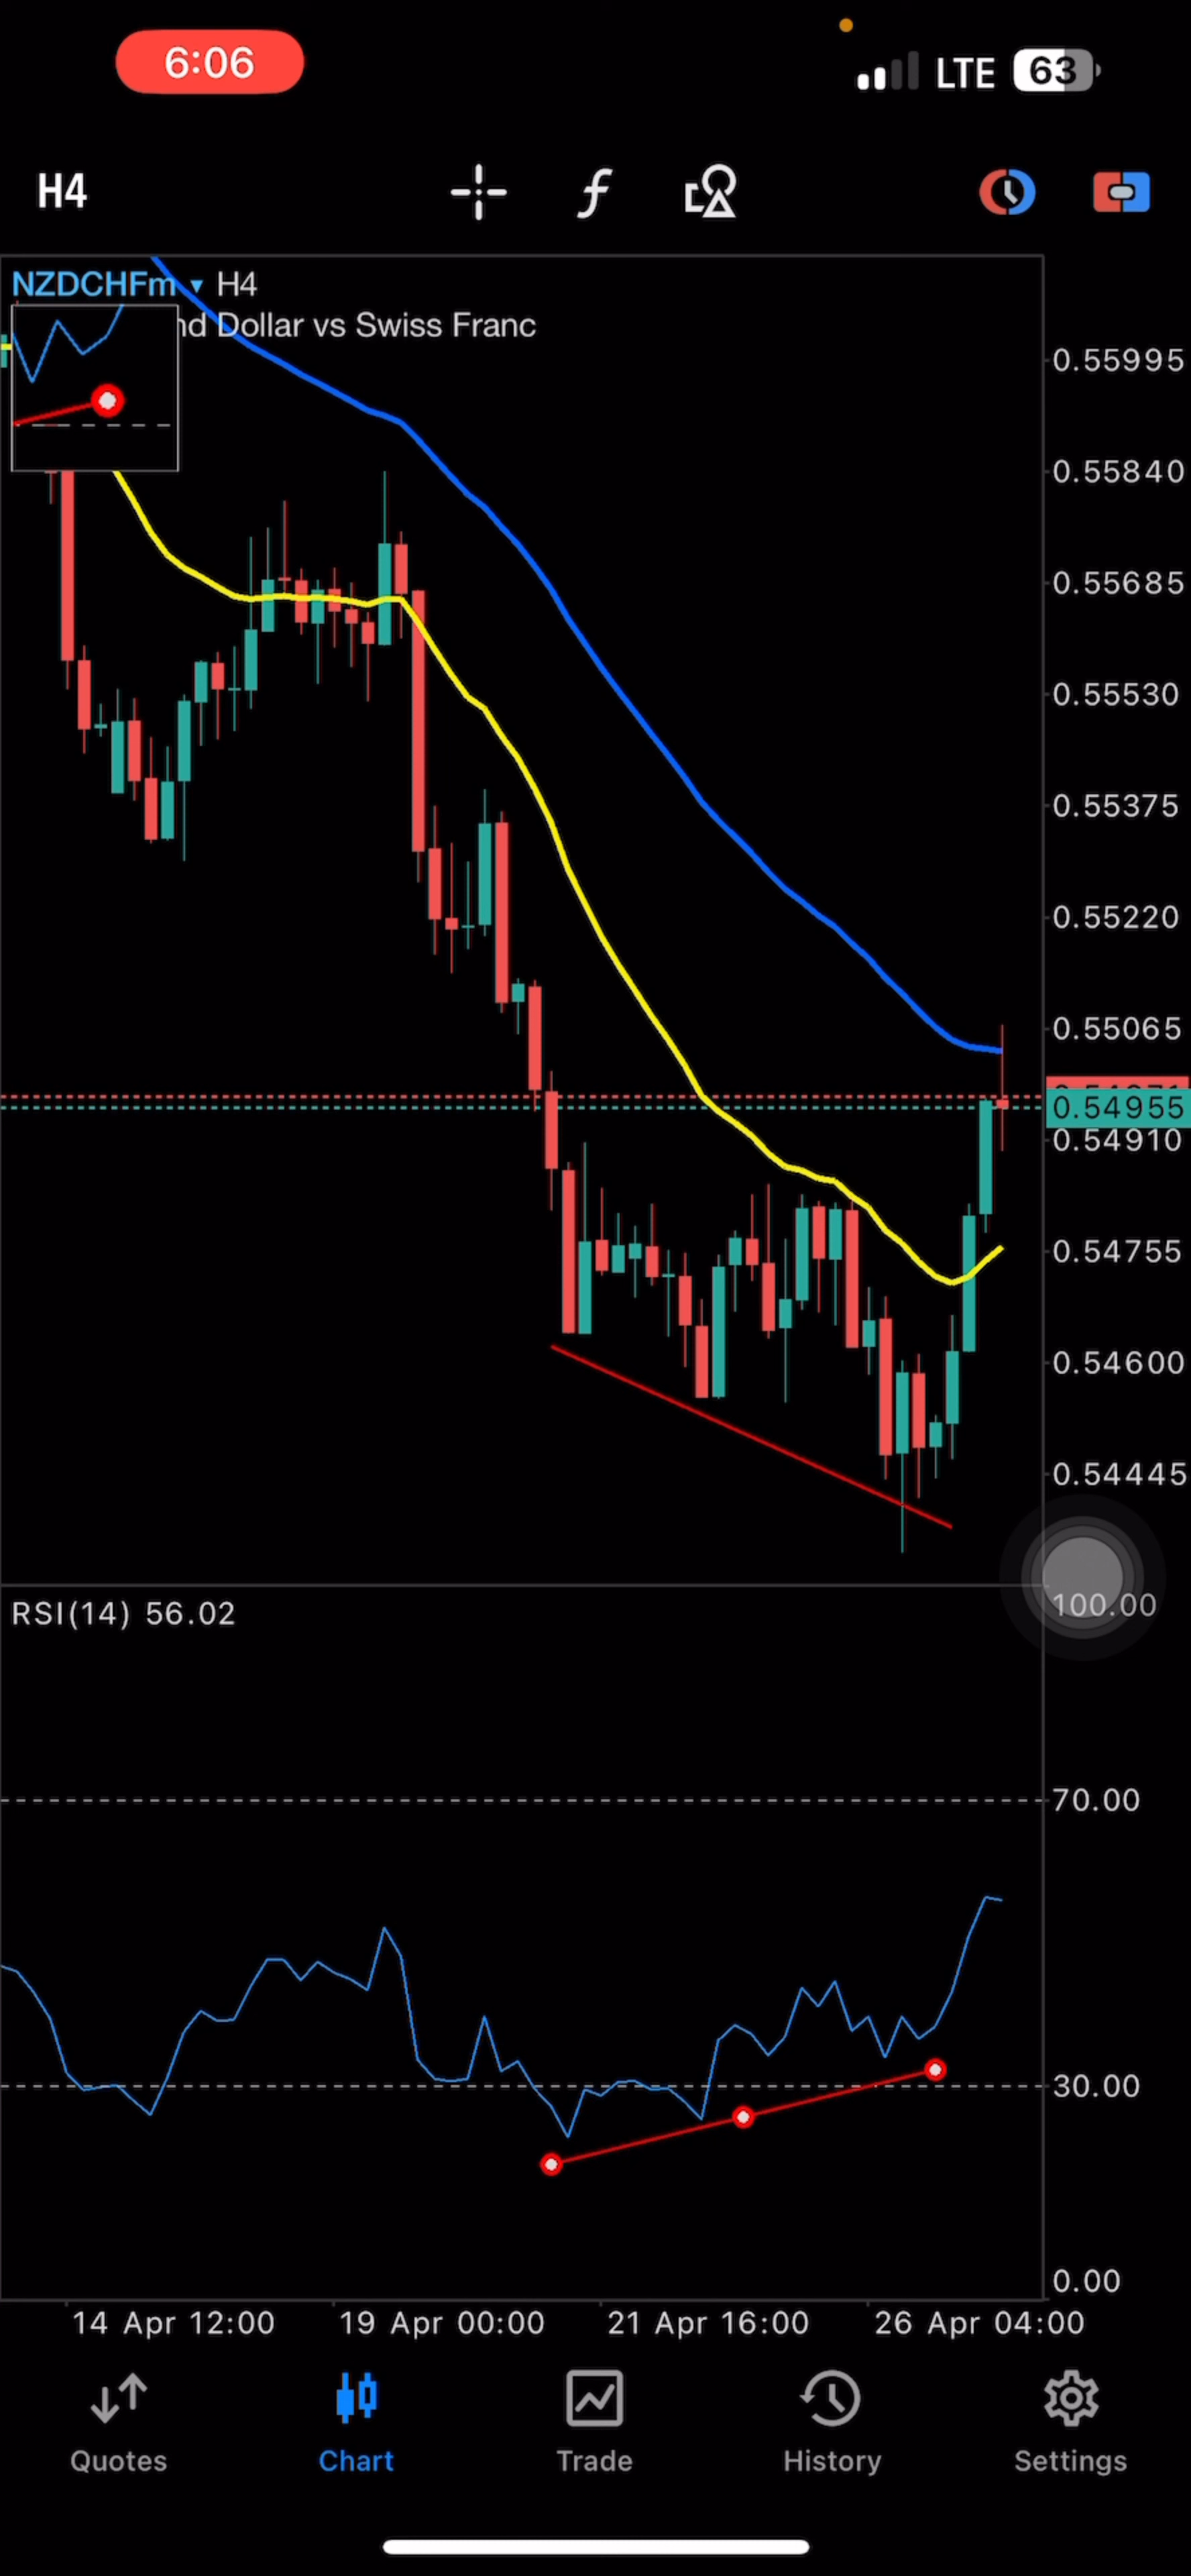 6:06 LTE 63
H4
NZDCHFm ▾ H4
Dollar vs Swiss Franc
0.55995
0.55840
0.55685
0.55530
0.55375
0.55220
0.55065
0.54955
0.54910
0.54755
0.54600
0.54445
RSI(14) 56.02
100.00
70.00
30.00
0.00
14 Apr 12:00 19 Apr 00:00 21 Apr 16:00 26 Apr 04:00
Quotes Chart Trade History Settings